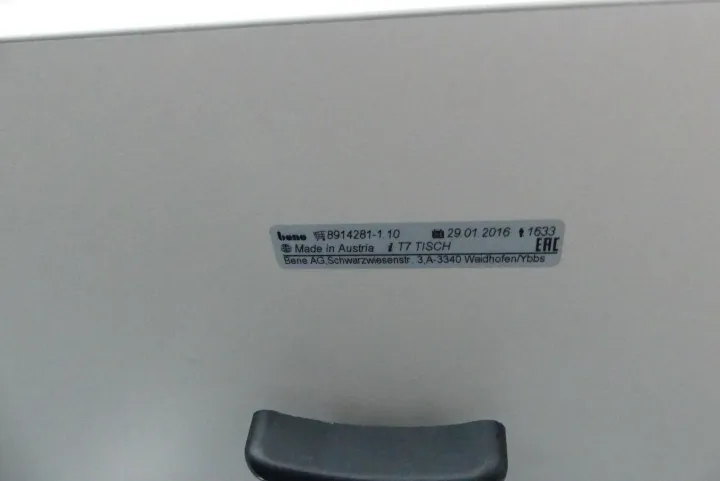 bene 8914281-1.10 29.01.2016 1633
Made in Austria i T7 TISCH EAC
Bene AG,Schwarzwiesenstr. 3,A-3340 Waidhofen/Ybbs